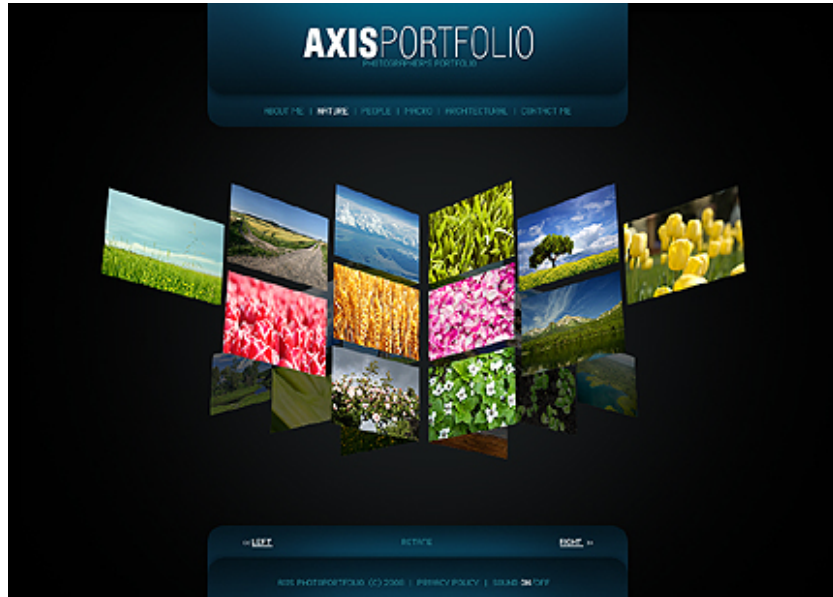 AXISPORTFOLIO
PHOTOGRAPHER'S PORTFOLIO
ABOUT ME | NATURE | PEOPLE | MACRO | ARCHITECTURAL | CONTACT ME
<< LEFT ROTATE RIGHT >>
AXIS PHOTOPORTFOLIO (C) 2008 | PRIVACY POLICY | SOUND ON/OFF